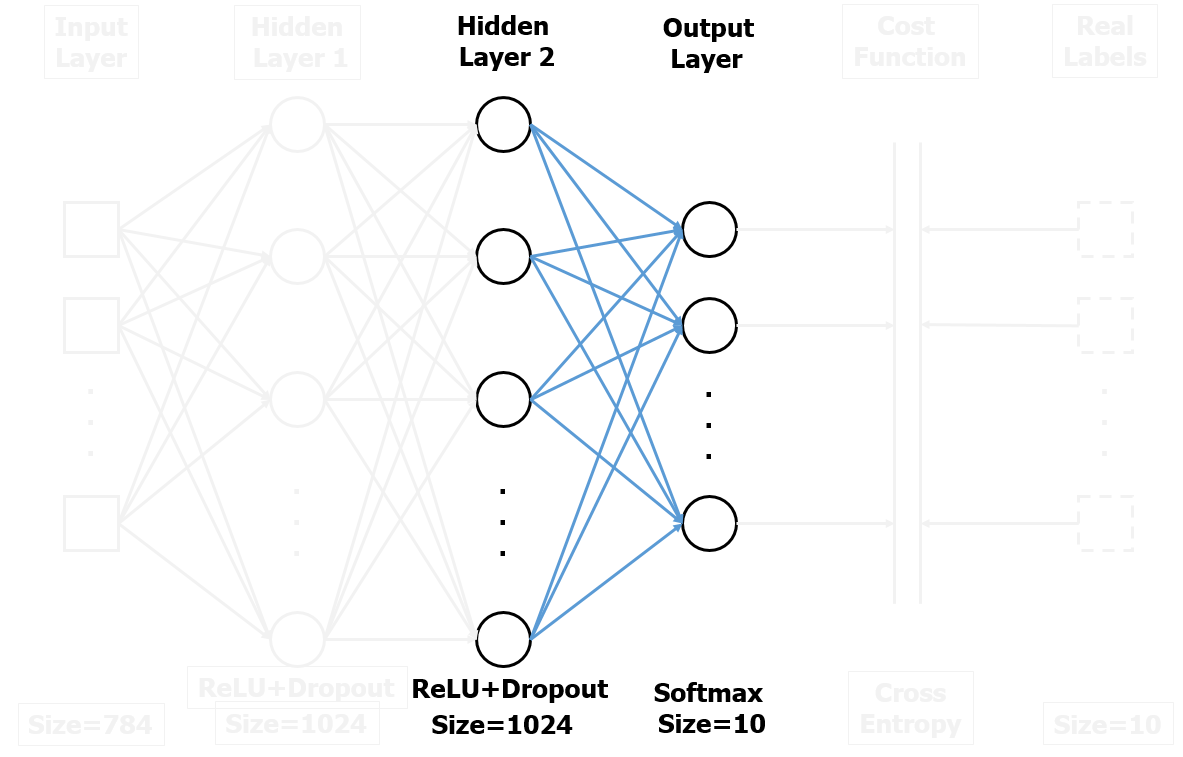 Input
Layer
Hidden
Layer 1
Hidden
Layer 2
Output
Layer
Cost
Function
Real
Labels
ReLU+Dropout
Size=1024
ReLU+Dropout
Size=1024
Softmax
Size=10
Cross
Entropy
Size=784
Size=10